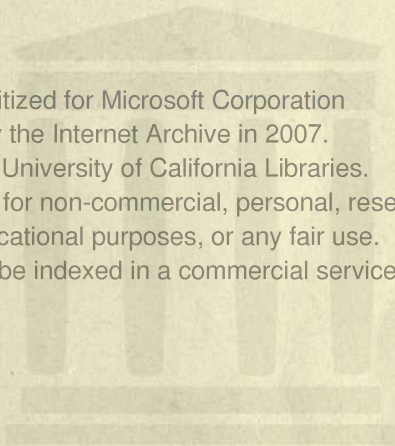 itized for Microsoft Corporation
y the Internet Archive in 2007.
University of California Libraries.
for non-commercial, personal, rese
cational purposes, or any fair use.
be indexed in a commercial service